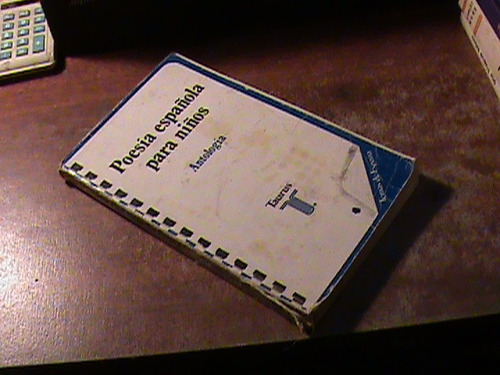 Poesía española
para niños
Antología
Taurus